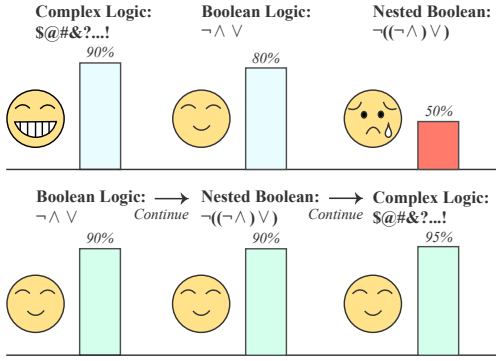 Complex Logic: Boolean Logic: Nested Boolean:
$@#&?...! ¬∧∨ ¬((¬∧)∨)
90% 80% 50%
Boolean Logic: Nested Boolean: Complex Logic:
¬∧∨ Continue ¬((¬∧)∨) Continue $@#&?...!
90% 90% 95%